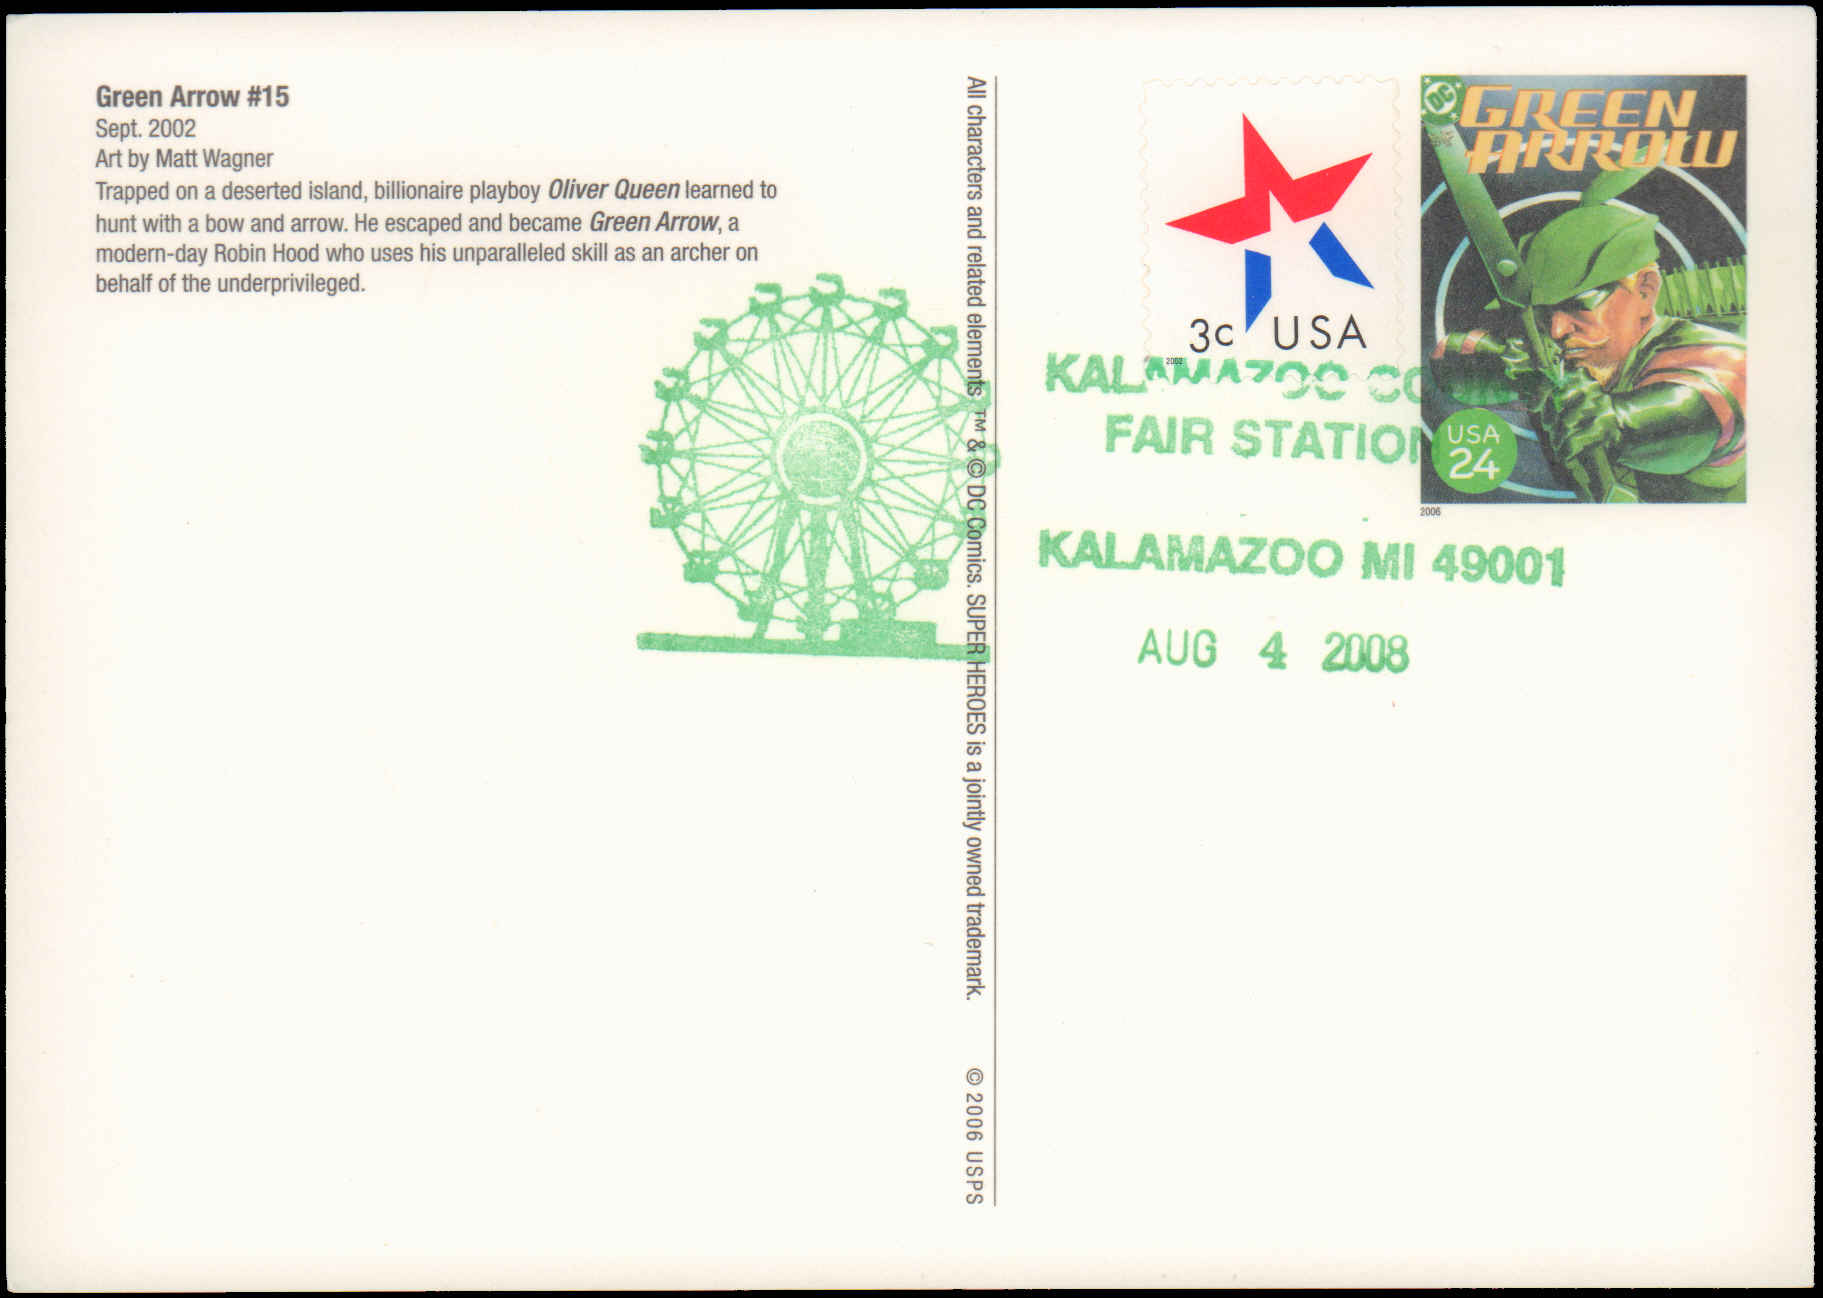 Green Arrow #15
Sept. 2002
Art by Matt Wagner
Trapped on a deserted island, billionaire playboy Oliver Queen learned to
hunt with a bow and arrow. He escaped and became Green Arrow, a
modern-day Robin Hood who uses his unparalleled skill as an archer on
behalf of the underprivileged.
All characters and related elements ™ & © DC Comics. SUPER HEROES is a jointly owned trademark. © 2006 USPS
3c USA
2002
DC
GREEN
ARROW
USA
24
2006
KALAMAZOO CO
FAIR STATION
KALAMAZOO MI 49001
AUG 4 2008